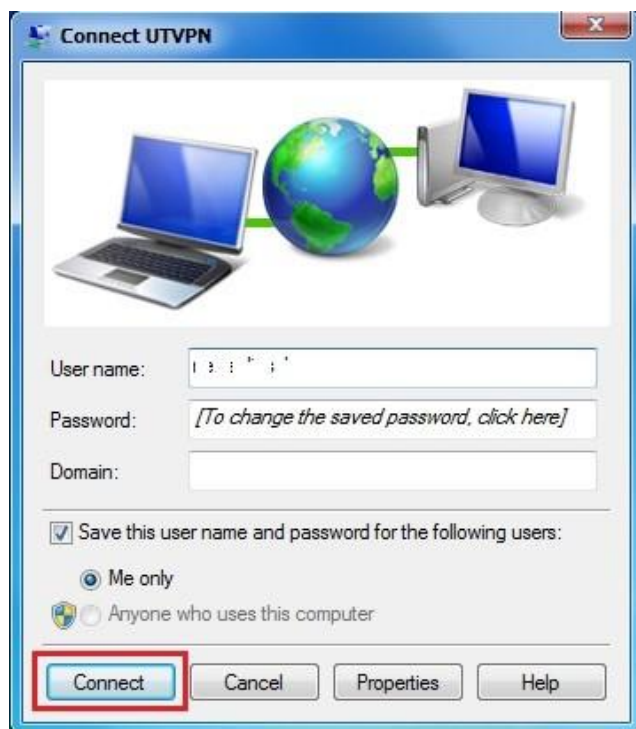 Connect UTVPN
User name:
Password: [To change the saved password, click here]
Domain:
Save this user name and password for the following users:
Me only
Anyone who uses this computer
Connect Cancel Properties Help